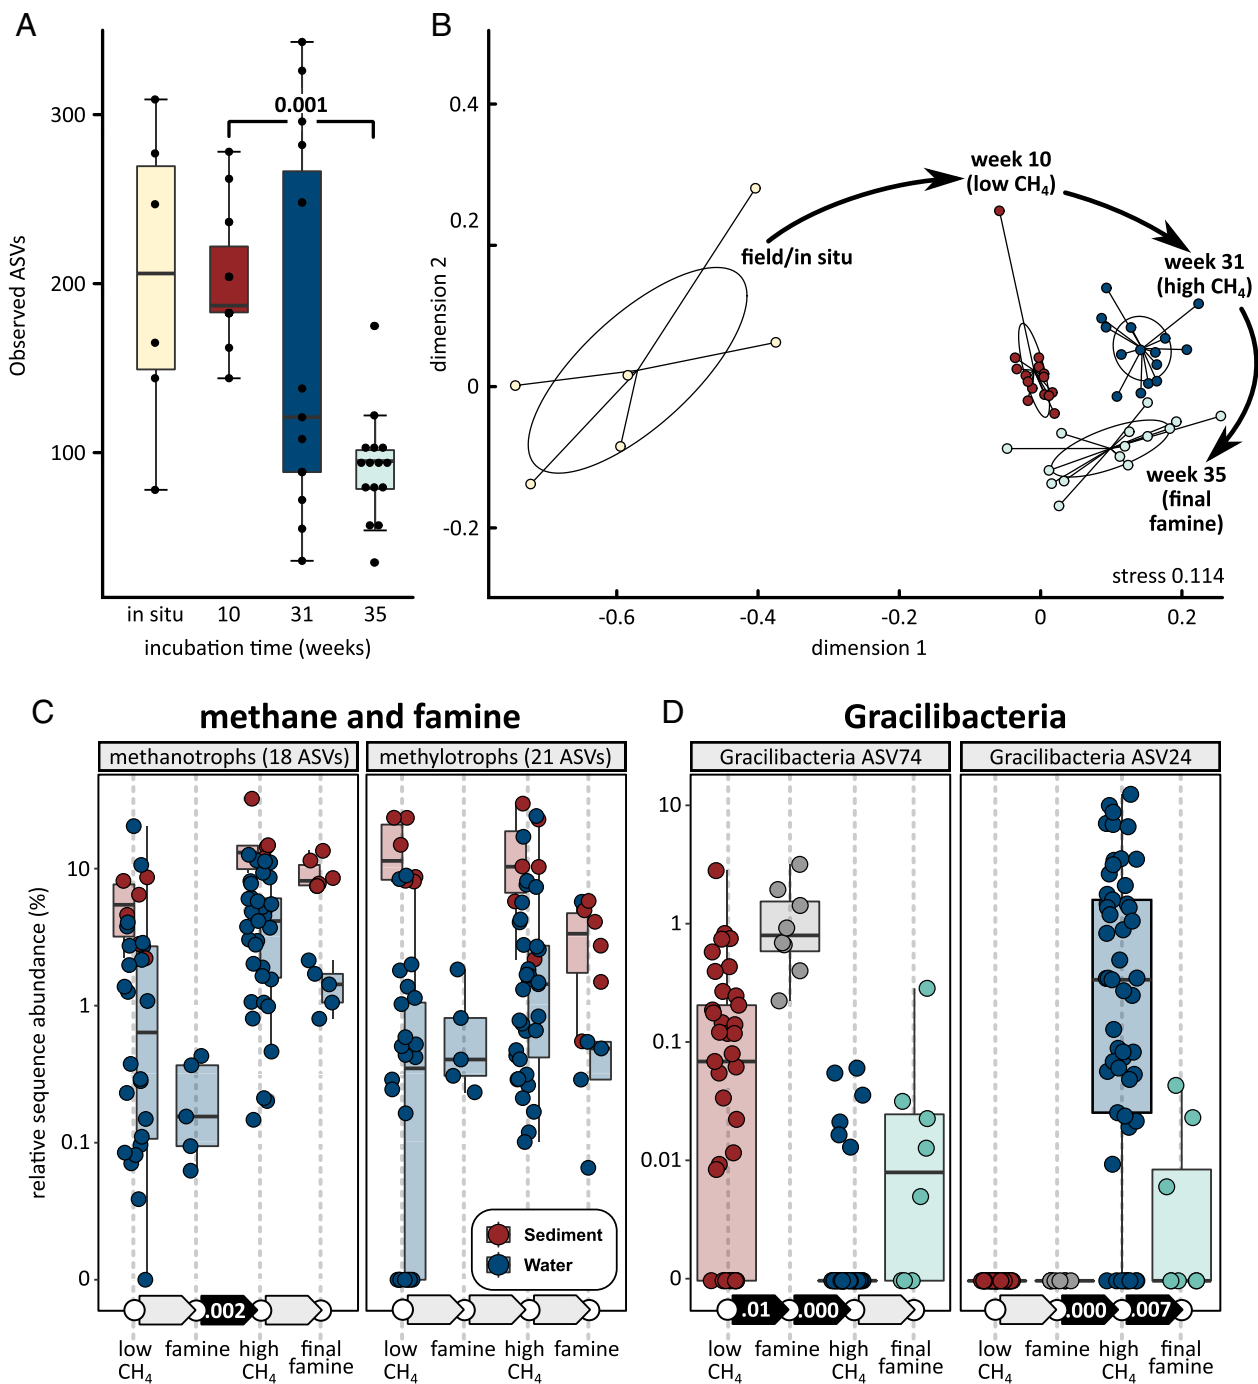 A
Observed ASVs
300
200
100
0.001
in situ
10
31
35
incubation time (weeks)
B
dimension 2
0.4
0.2
0
-0.2
week 10
(low CH₄)
field/in situ
week 31
(high CH₄)
week 35
(final
famine)
stress 0.114
-0.6
-0.4
-0.2
0
0.2
dimension 1
C
methane and famine
methanotrophs (18 ASVs)
methylotrophs (21 ASVs)
relative sequence abundance (%)
10
1
0.1
0
Sediment
Water
.002
low
CH₄
famine
high
CH₄
final
famine
low
CH₄
famine
high
CH₄
famine
D
Gracilibacteria
Gracilibacteria ASV74
Gracilibacteria ASV24
10
1
0.1
0.01
0
.01
.000
.000
.007
low
CH₄
famine
high
CH₄
final
famine
low
CH₄
famine
high
CH₄
final
famine